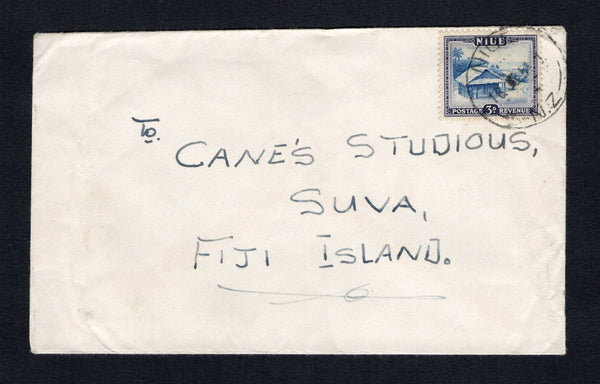 NIUE
POSTAGE 3D REVENUE
N.Z
To.
CANE'S STUDIOUS,
SUVA,
FIJI ISLAND.